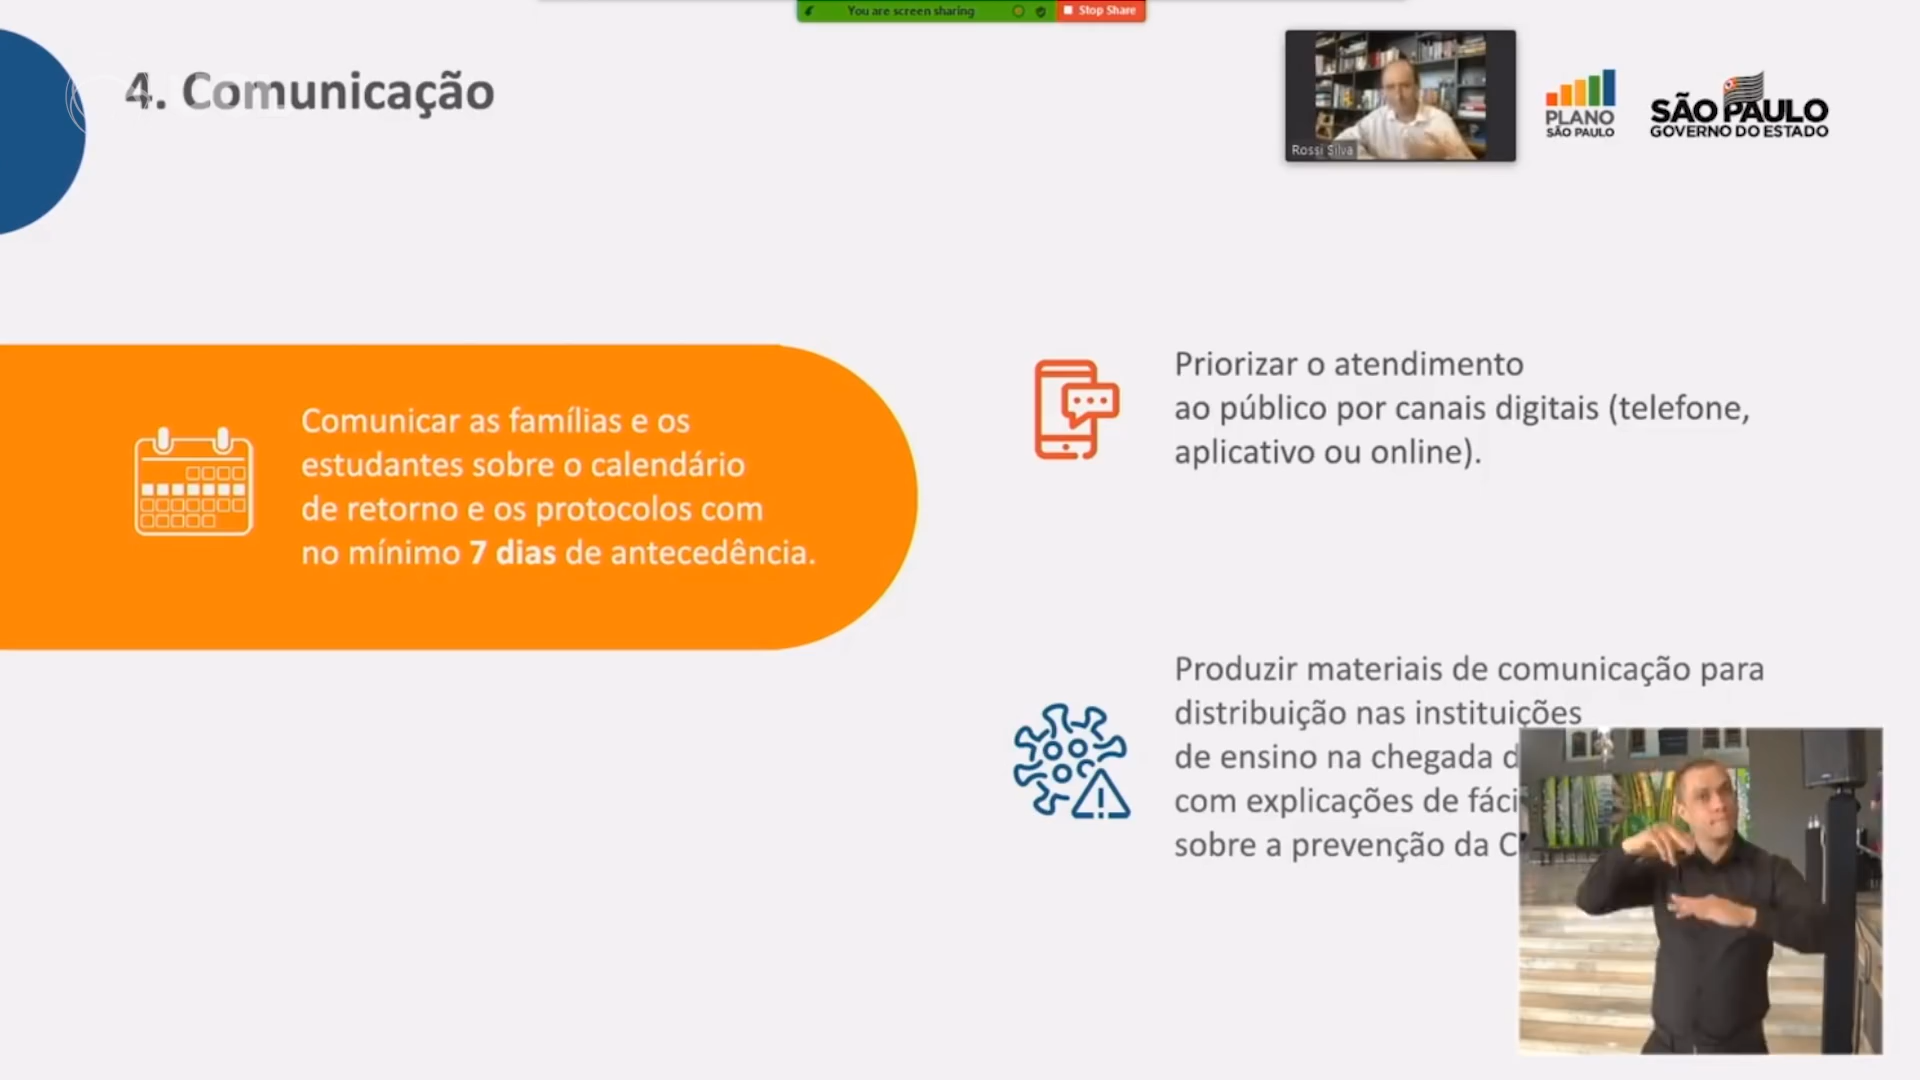 You are screen sharing
Stop Share
4. Comunicação
Rossi Silva
PLANO
SÃO PAULO
SÃO PAULO
GOVERNO DO ESTADO
Comunicar as famílias e os
estudantes sobre o calendário
de retorno e os protocolos com
no mínimo 7 dias de antecedência.
Priorizar o atendimento
ao público por canais digitais (telefone,
aplicativo ou online).
Produzir materiais de comunicação para
distribuição nas instituições
de ensino na chegada
com explicações de
sobre a prevenção da